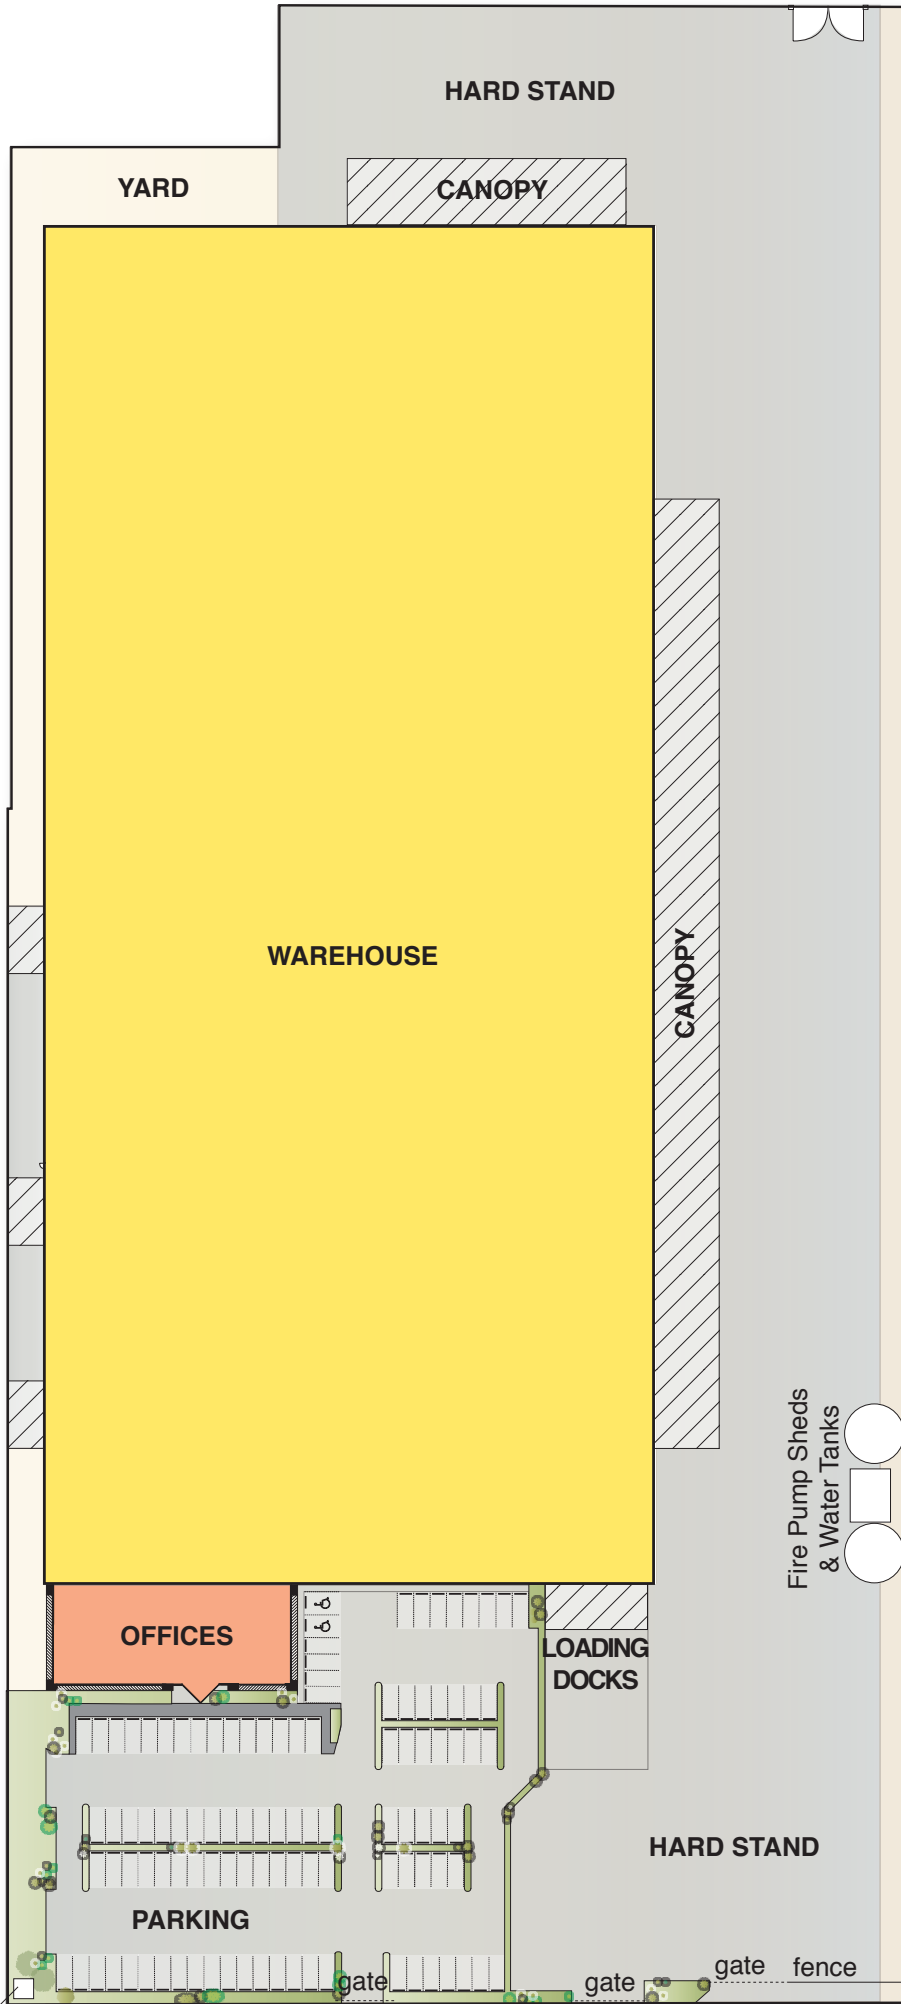 HARD STAND
YARD
CANOPY
WAREHOUSE
CANOPY
Fire Pump Sheds
& Water Tanks
OFFICES
LOADING
DOCKS
HARD STAND
PARKING
gate
gate
gate
fence